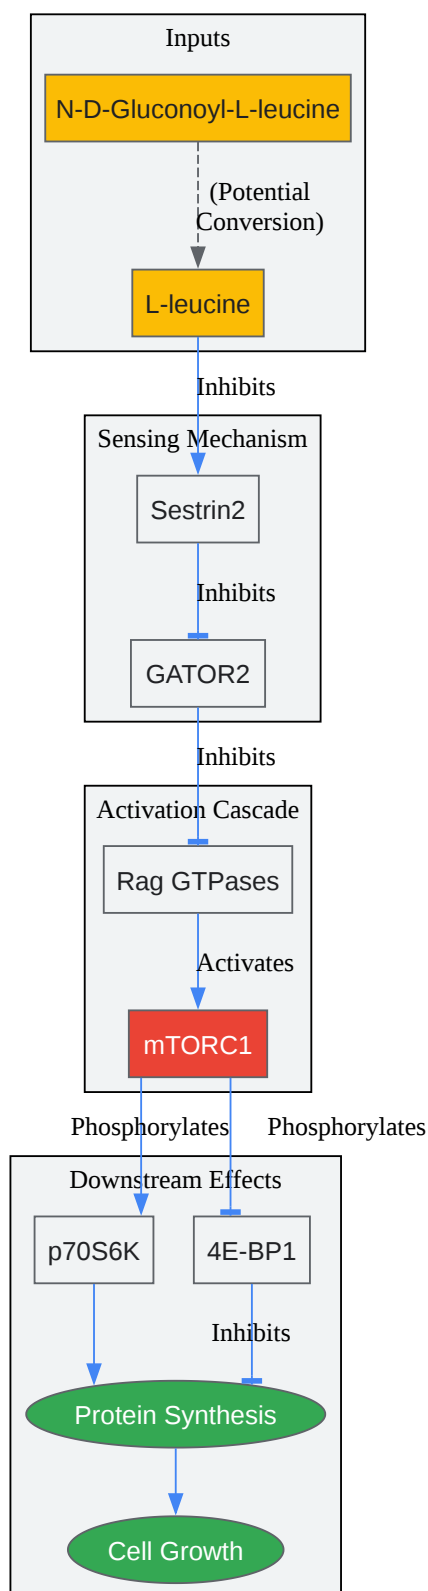 Inputs
N-D-Gluconoyl-L-leucine
(Potential
Conversion)
L-leucine
Inhibits
Sensing Mechanism
Sestrin2
Inhibits
GATOR2
Inhibits
Activation Cascade
Rag GTPases
Activates
mTORC1
Phosphorylates
Phosphorylates
Downstream Effects
p70S6K
4E-BP1
Inhibits
Protein Synthesis
Cell Growth